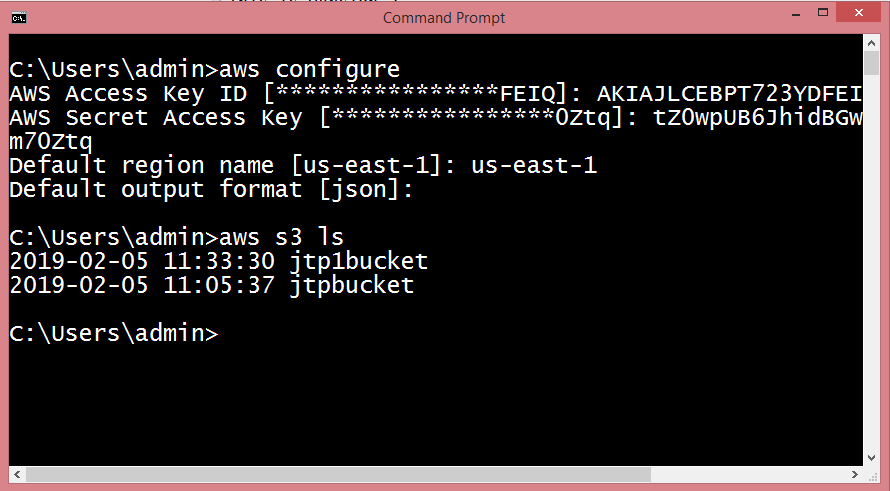 Command Prompt
C:\Users\admin>aws configure
AWS Access Key ID [****************FEIQ]: AKIAJLCEBPT723YDFEI
AWS Secret Access Key [****************0Ztq]: tZOwpUB6JhidBGw
m70Ztq
Default region name [us-east-1]: us-east-1
Default output format [json]:
C:\Users\admin>aws s3 ls
2019-02-05 11:33:30 jtp1bucket
2019-02-05 11:05:37 jtpbucket
C:\Users\admin>